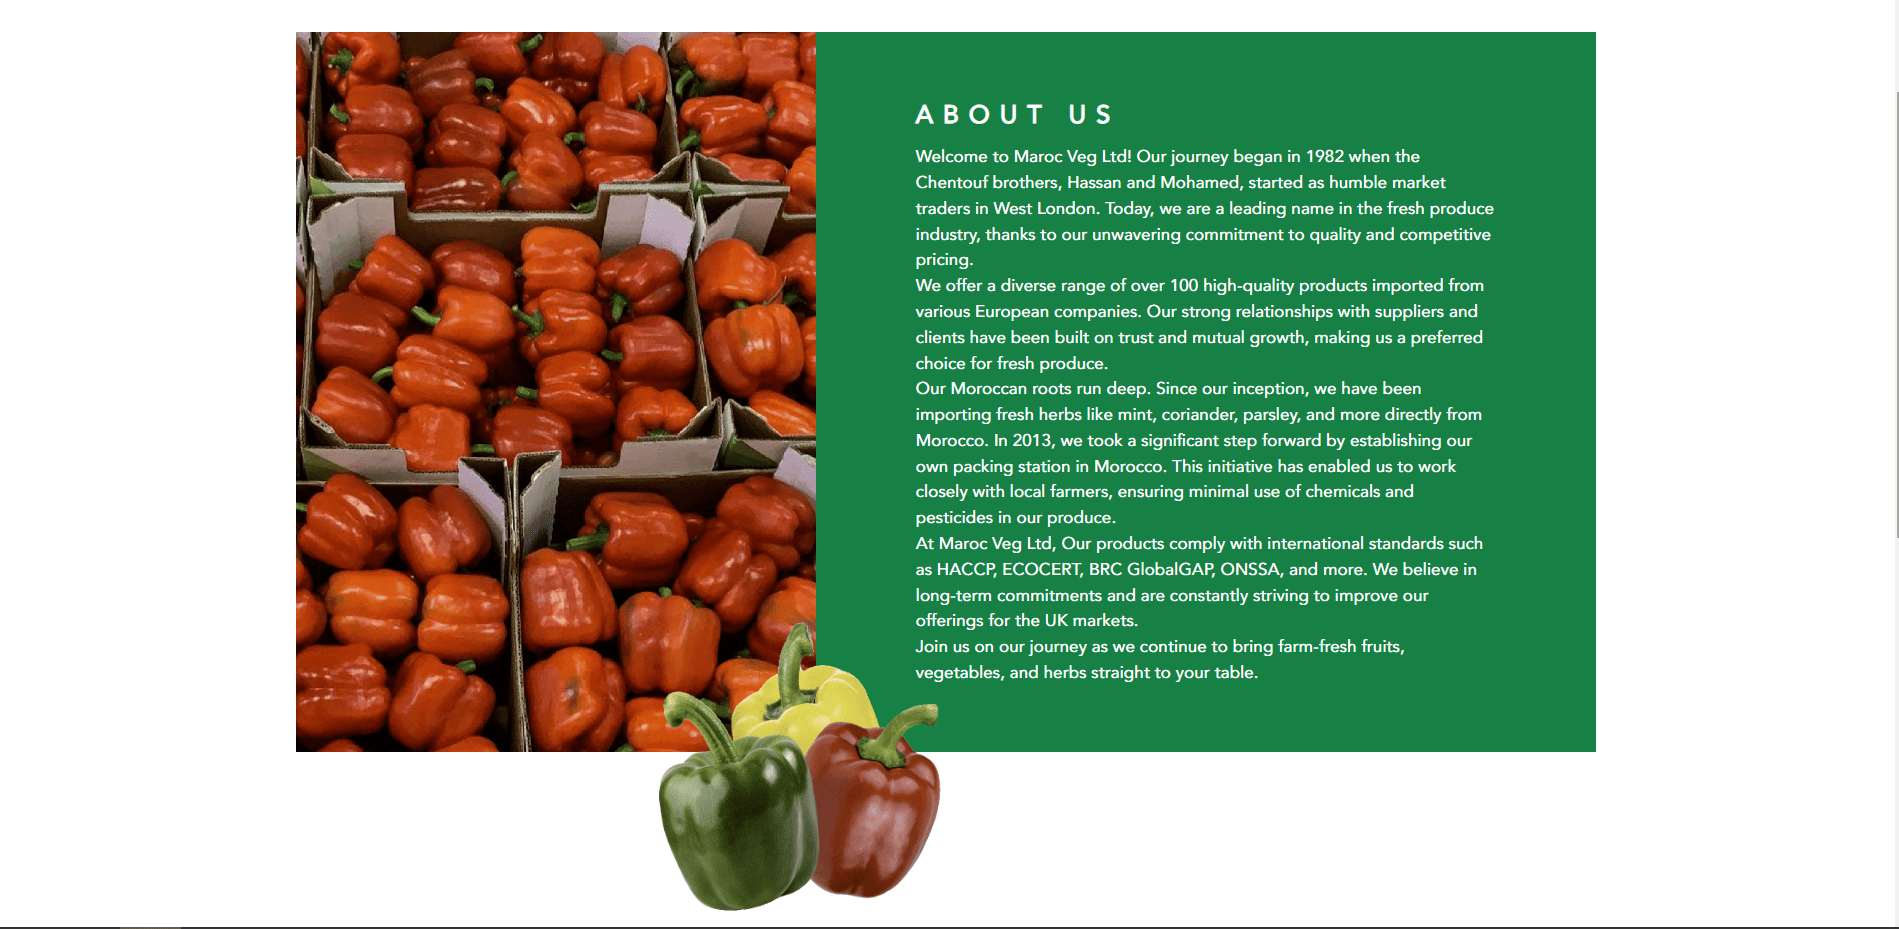 ABOUT US
Welcome to Maroc Veg Ltd! Our journey began in 1982 when the
Chentouf brothers, Hassan and Mohamed, started as humble market
traders in West London. Today, we are a leading name in the fresh produce
industry, thanks to our unwavering commitment to quality and competitive
pricing.
We offer a diverse range of over 100 high-quality products imported from
various European companies. Our strong relationships with suppliers and
clients have been built on trust and mutual growth, making us a preferred
choice for fresh produce.
Our Moroccan roots run deep. Since our inception, we have been
importing fresh herbs like mint, coriander, parsley, and more directly from
Morocco. In 2013, we took a significant step forward by establishing our
own packing station in Morocco. This initiative has enabled us to work
closely with local farmers, ensuring minimal use of chemicals and
pesticides in our produce.
At Maroc Veg Ltd, Our products comply with international standards such
as HACCP, ECOCERT, BRC GlobalGAP, ONSSA, and more. We believe in
long-term commitments and are constantly striving to improve our
offerings for the UK markets.
Join us on our journey as we continue to bring farm-fresh fruits,
vegetables, and herbs straight to your table.